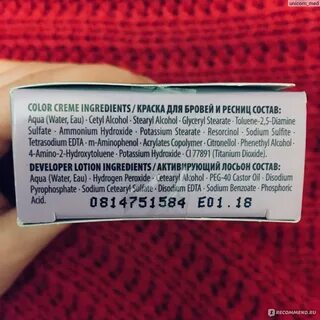 unicorn_med
COLOR CREME INGREDIENTS / КРАСКА ДЛЯ БРОВЕЙ И РЕСНИЦ СОСТАВ:
Aqua (Water, Eau) · Cetyl Alcohol · Stearyl Alcohol · Glyceryl Stearate · Toluene-2,5-Diamine
Sulfate · Ammonium Hydroxide · Potassium Stearate · Resorcinol · Sodium Sulfite ·
Tetrasodium EDTA · m-Aminophenol · Acrylates Copolymer · Citronellol · Phenethyl Alcohol ·
4-Amino-2-Hydroxytoluene · Potassium Hydroxide · CI 77891 (Titanium Dioxide).
DEVELOPER LOTION INGREDIENTS / АКТИВИРУЮЩИЙ ЛОСЬОН СОСТАВ:
Aqua (Water, Eau) · Hydrogen Peroxide · Cetearyl Alcohol · PEG-40 Castor Oil · Disodium
Pyrophosphate · Sodium Cetearyl Sulfate · Disodium EDTA · Sodium Benzoate · Phosphoric
Acid.
0814751584 E01.18
RECOMMEND.RU